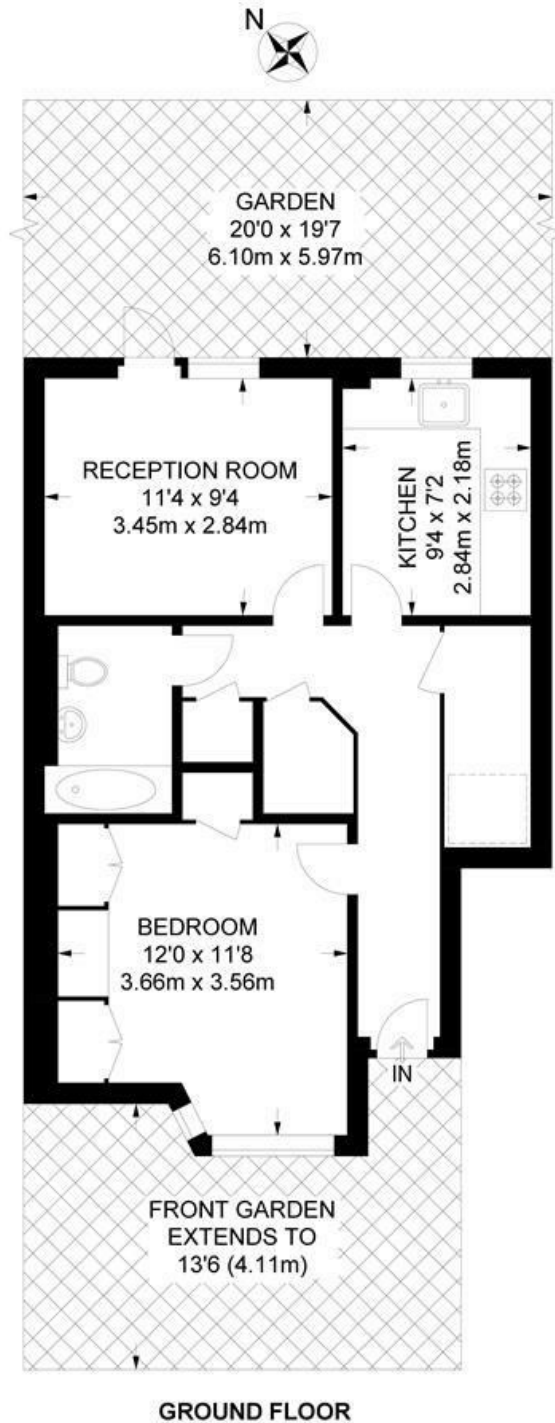 N
GARDEN
20'0 x 19'7
6.10m x 5.97m
RECEPTION ROOM
11'4 x 9'4
3.45m x 2.84m
KITCHEN
9'4 x 7'2
2.84m x 2.18m
BEDROOM
12'0 x 11'8
3.66m x 3.56m
IN
FRONT GARDEN
EXTENDS TO
13'6 (4.11m)
GROUND FLOOR